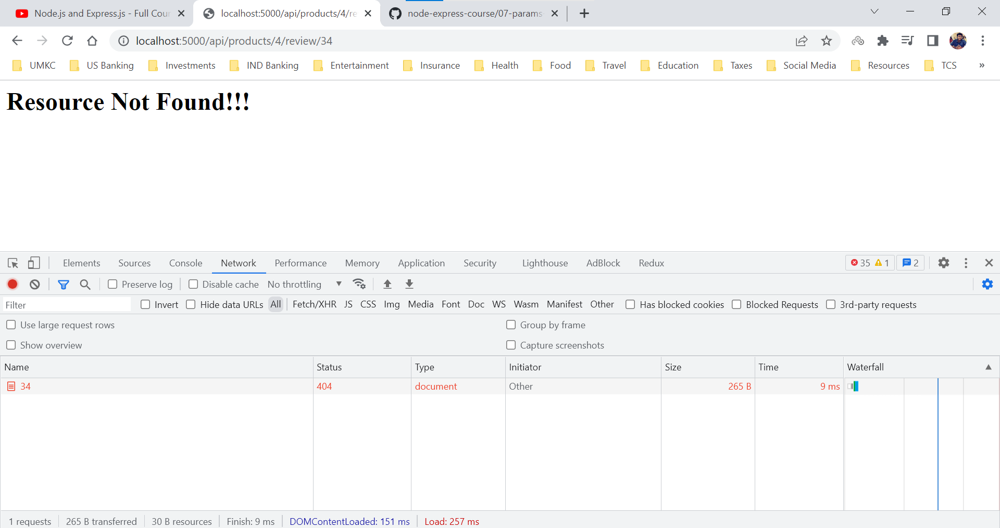 Node.js and Express.js - Full Cour
localhost:5000/api/products/4/re
node-express-course/07-params-
localhost:5000/api/products/4/review/34
UMKC US Banking Investments IND Banking Entertainment Insurance Health Food Travel Education Taxes Social Media Resources TCS »
Resource Not Found!!!
Elements Sources Console Network Performance Memory Application Security Lighthouse AdBlock Redux 35 1 2
Preserve log Disable cache No throttling
Filter Invert Hide data URLs All Fetch/XHR JS CSS Img Media Font Doc WS Wasm Manifest Other Has blocked cookies Blocked Requests 3rd-party requests
Use large request rows Group by frame
Show overview Capture screenshots
Name Status Type Initiator Size Time Waterfall
34 404 document Other 265 B 9 ms
1 requests 265 B transferred 30 B resources Finish: 9 ms DOMContentLoaded: 151 ms Load: 257 ms